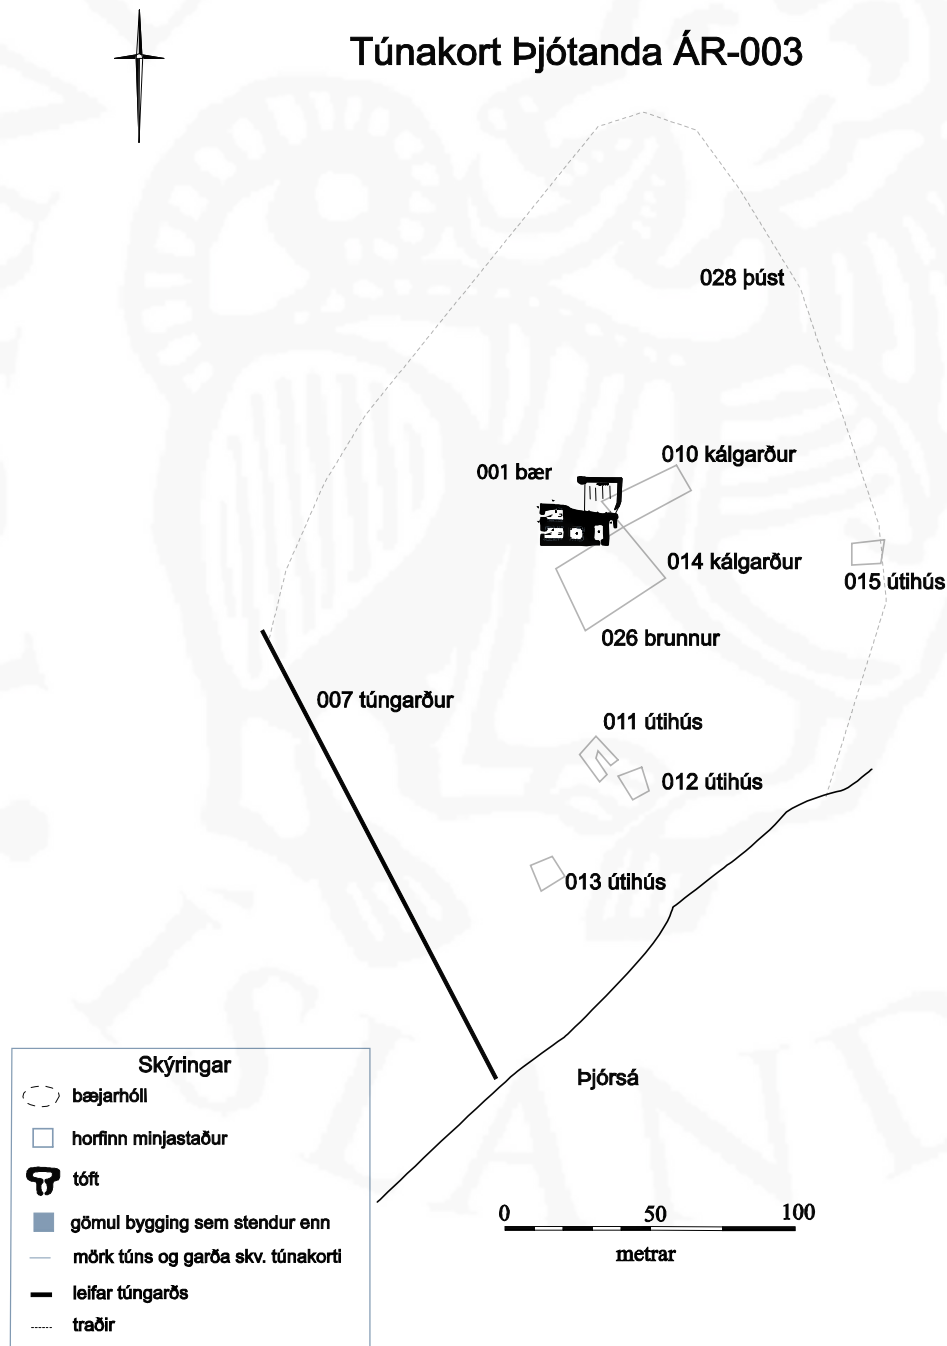 Túnakort Þjótanda ÁR-003
028 þúst
010 kálgarður
001 bær
014 kálgarður
015 útihús
026 brunnur
007 túngarður
011 útihús
012 útihús
013 útihús
Þjórsá
Skýringar
bæjarhóll
horfinn minjastaður
tóft
gömul bygging sem stendur enn
mörk túns og garða skv. túnakorti
leifar túngarðs
traðir
0 50 100
metrar
ÍSLAND